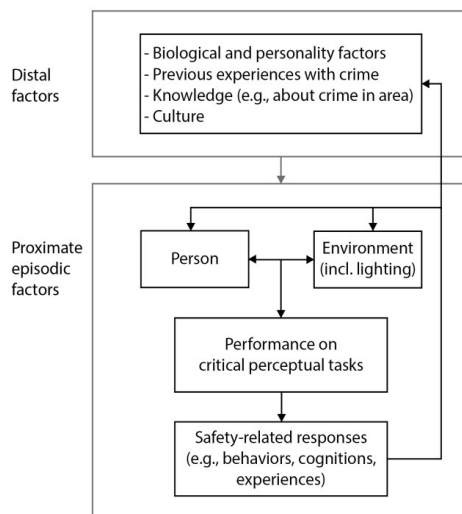 Distal
factors
- Biological and personality factors
- Previous experiences with crime
- Knowledge (e.g., about crime in area)
- Culture
Proximate
episodic
factors
Person
Environment
(incl. lighting)
Performance on
critical perceptual tasks
Safety-related responses
(e.g., behaviors, cognitions,
experiences)